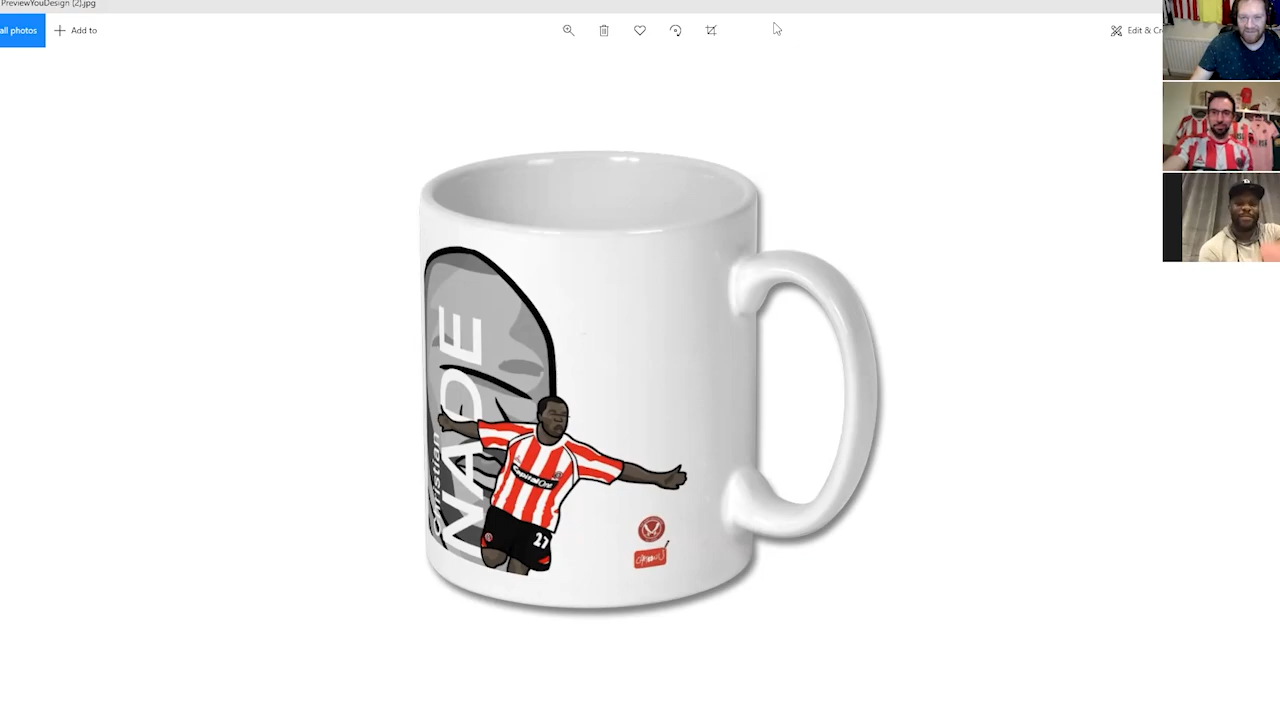 PreviewYouDesign (2).jpg
all photos
Add to
Edit & Cr
Christian
NADE
Capital One
27